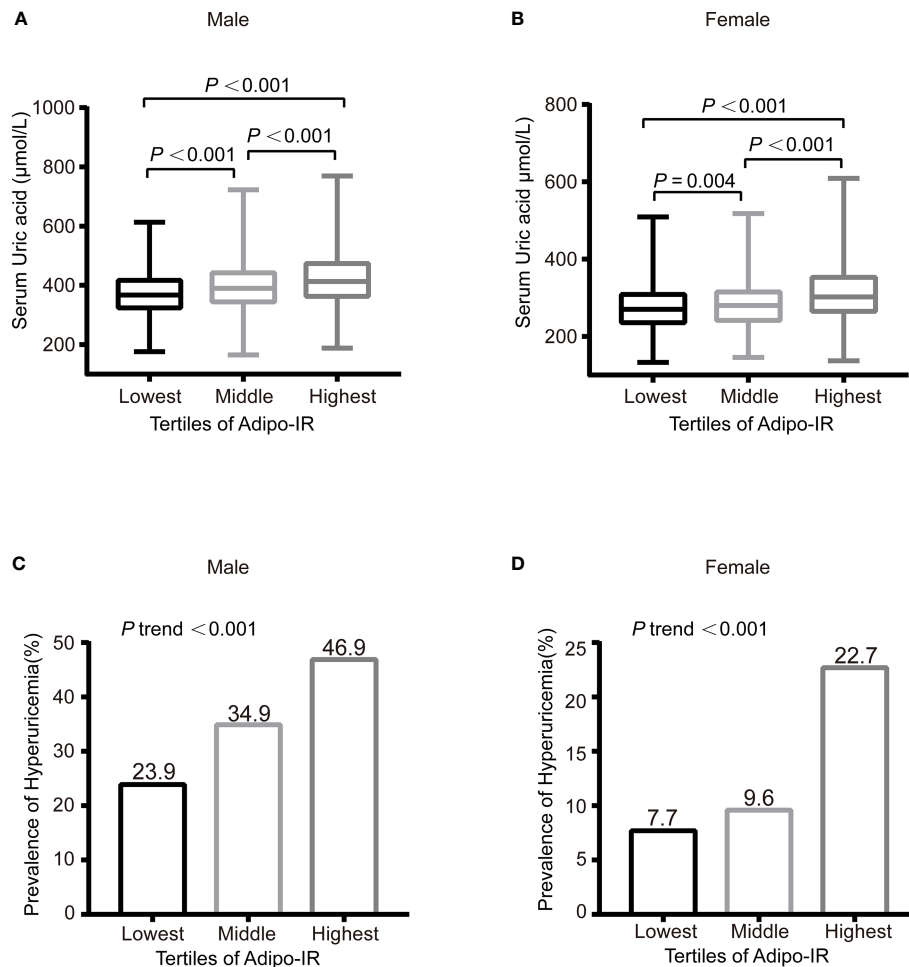 A
Male
P < 0.001
P < 0.001
P < 0.001
Serum Uric acid (μmol/L)
1000
800
600
400
200
Lowest
Middle
Highest
Tertiles of Adipo-IR
B
Female
P < 0.001
P < 0.001
P = 0.004
Serum Uric acid μmol/L)
800
600
400
200
Lowest
Middle
Highest
Tertiles of Adipo-IR
C
Male
P trend < 0.001
Prevalence of Hyperuricemia(%)
50
40
30
20
10
0
23.9
34.9
46.9
Lowest
Middle
Highest
Tertiles of Adipo-IR
D
Female
P trend < 0.001
Prevalence of Hyperuricemia(%)
25
20
15
10
5
0
7.7
9.6
22.7
Lowest
Middle
Highest
Tertiles of Adipo-IR